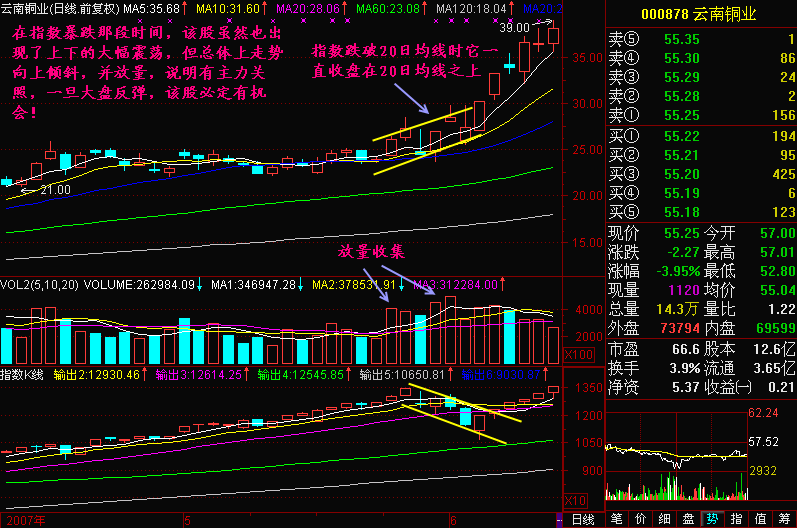 云南铜业(日线.前复权) MA5:35.68↑ MA10:31.60↑ MA20:28.06↑ MA60:23.08↑ MA120:18.04↑
39.00
在指数暴跌那段时间，该股虽然也出
现了上下的大幅震荡，但总体上走势
向上倾斜，并放量，说明有主力关
照，一旦大盘反弹，该股必定有机
会！
指数跌破20日均线时它一
直收盘在20日均线之上
21.00
35.00
30.00
25.00
20.00
15.00
放量收集
VOL2(5,10,20) VOLUME:262984.09↓ MA1:346947.28↓ MA2:378531.91↓ MA3:312284.00↑
4000
2000
X100
指数K线 输出2:12930.46↑ 输出3:12614.25↑ 输出4:12545.85↑ 输出5:10650.81↑ 输出6:9030.87↑
1350
1200
1050
900
X10
2007年 5 6 日线
000878 云南铜业
卖⑤ 55.35 1
卖④ 55.30 86
卖③ 55.29 24
卖② 55.28 2
卖① 55.25 156
买① 55.22 194
买② 55.21 95
买③ 55.20 425
买④ 55.19 6
买⑤ 55.18 123
现价 55.25 今开 57.00
涨跌 -2.27 最高 57.01
涨幅 -3.95% 最低 52.80
现量 1120 均价 55.04
总量 14.3万 量比 1.22
外盘 73794 内盘 69599
市盈 66.6 股本 12.6亿
换手 3.9% 流通 3.65亿
净资 5.37 收益㈠ 0.21
62.24
57.52
2932
笔 价 细 盘 势 指 值 筹